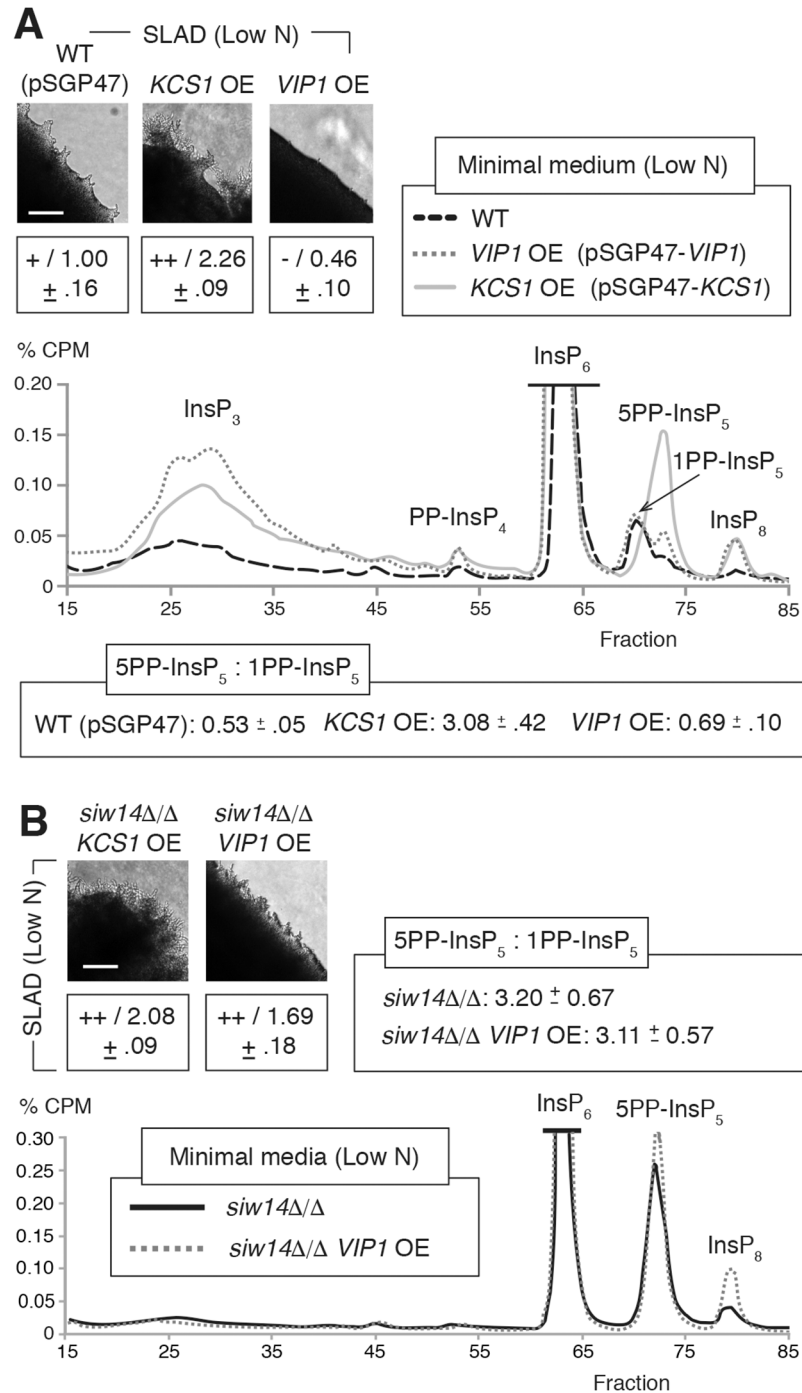 A
SLAD (Low N)
WT
(pSGP47)
KCS1 OE
VIP1 OE
+ / 1.00
± .16
++ / 2.26
± .09
- / 0.46
± .10
Minimal medium (Low N)
WT
VIP1 OE (pSGP47-VIP1)
KCS1 OE (pSGP47-KCS1)
% CPM
0.20
0.15
0.10
0.05
0
InsP3
PP-InsP4
InsP6
5PP-InsP5
1PP-InsP5
InsP8
15 25 35 45 55 65 75 85
Fraction
5PP-InsP5 : 1PP-InsP5
WT (pSGP47): 0.53 ± .05 KCS1 OE: 3.08 ± .42 VIP1 OE: 0.69 ± .10
B
SLAD (Low N)
siw14Δ/Δ
KCS1 OE
siw14Δ/Δ
VIP1 OE
++ / 2.08
± .09
++ / 1.69
± .18
5PP-InsP5 : 1PP-InsP5
siw14Δ/Δ: 3.20 ± 0.67
siw14Δ/Δ VIP1 OE: 3.11 ± 0.57
% CPM
0.30
0.25
0.20
0.15
0.10
0.05
0
Minimal media (Low N)
siw14Δ/Δ
siw14Δ/Δ VIP1 OE
InsP6
5PP-InsP5
InsP8
15 25 35 45 55 65 75 85
Fraction